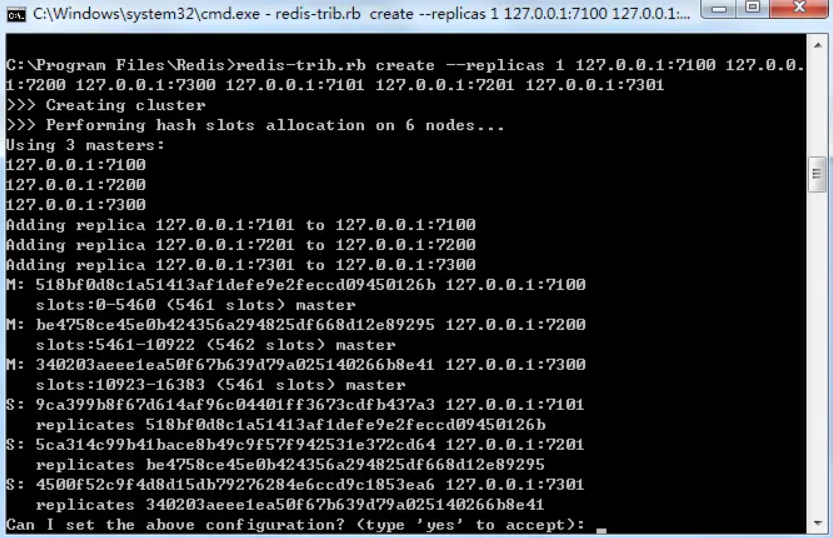 C:\Windows\system32\cmd.exe - redis-trib.rb  create --replicas 1 127.0.0.1:7100 127.0.0.1:...
C:\Program Files\Redis>redis-trib.rb create --replicas 1 127.0.0.1:7100 127.0.0.
1:7200 127.0.0.1:7300 127.0.0.1:7101 127.0.0.1:7201 127.0.0.1:7301
>>> Creating cluster
>>> Performing hash slots allocation on 6 nodes...
Using 3 masters:
127.0.0.1:7100
127.0.0.1:7200
127.0.0.1:7300
Adding replica 127.0.0.1:7101 to 127.0.0.1:7100
Adding replica 127.0.0.1:7201 to 127.0.0.1:7200
Adding replica 127.0.0.1:7301 to 127.0.0.1:7300
M: 518bf0d8c1a51413af1defe9e2feccd09450126b 127.0.0.1:7100
   slots:0-5460 (5461 slots) master
M: be4758ce45e0b424356a294825df668d12e89295 127.0.0.1:7200
   slots:5461-10922 (5462 slots) master
M: 340203aeee1ea50f67b639d79a025140266b8e41 127.0.0.1:7300
   slots:10923-16383 (5461 slots) master
S: 9ca399b8f67d614af96c04401ff3673cdfb437a3 127.0.0.1:7101
   replicates 518bf0d8c1a51413af1defe9e2feccd09450126b
S: 5ca314c99b41bace8b49c9f57f942531e372cd64 127.0.0.1:7201
   replicates be4758ce45e0b424356a294825df668d12e89295
S: 4500f52c9f4d8d15db79276284e6ccd9c1853ea6 127.0.0.1:7301
   replicates 340203aeee1ea50f67b639d79a025140266b8e41
Can I set the above configuration? (type 'yes' to accept): _